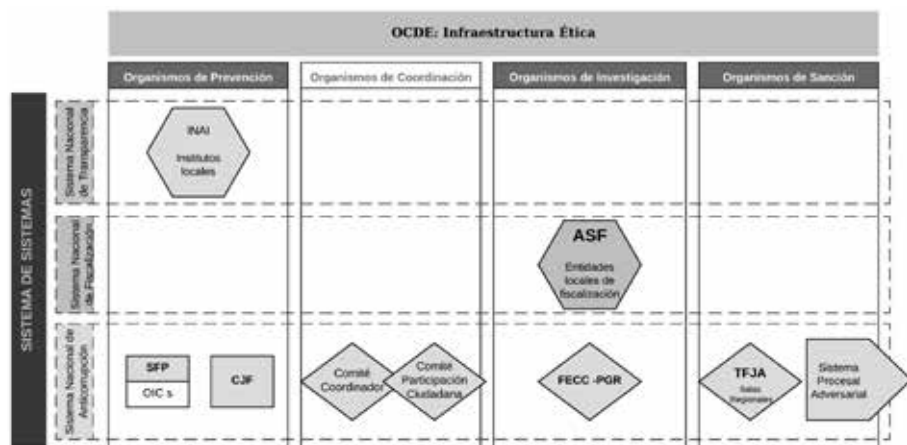 OCDE: Infraestructura Ética
Organismos de Prevención
Organismos de Coordinación
Organismos de Investigación
Organismos de Sanción
SISTEMA DE SISTEMAS
Sistema Nacional
de Transparencia
INAI
Institutos
locales
Sistema Nacional
de Fiscalización
ASF
Entidades
locales de
fiscalización
Sistema Nacional de
Anticorrupción
SFP
OIC s
CJF
Comité
Coordinador
Comité
Participación
Ciudadana
FECC -PGR
TFJA
Salas
Regionales
Sistema
Procesal
Adversarial